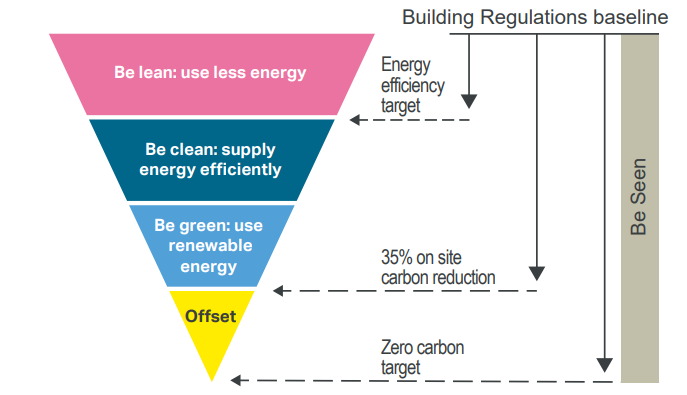 Building Regulations baseline
Be lean: use less energy
Energy
efficiency
target
Be clean: supply
energy efficiently
Be green: use
renewable
energy
35% on site
carbon reduction
Offset
Zero carbon
target
Be Seen